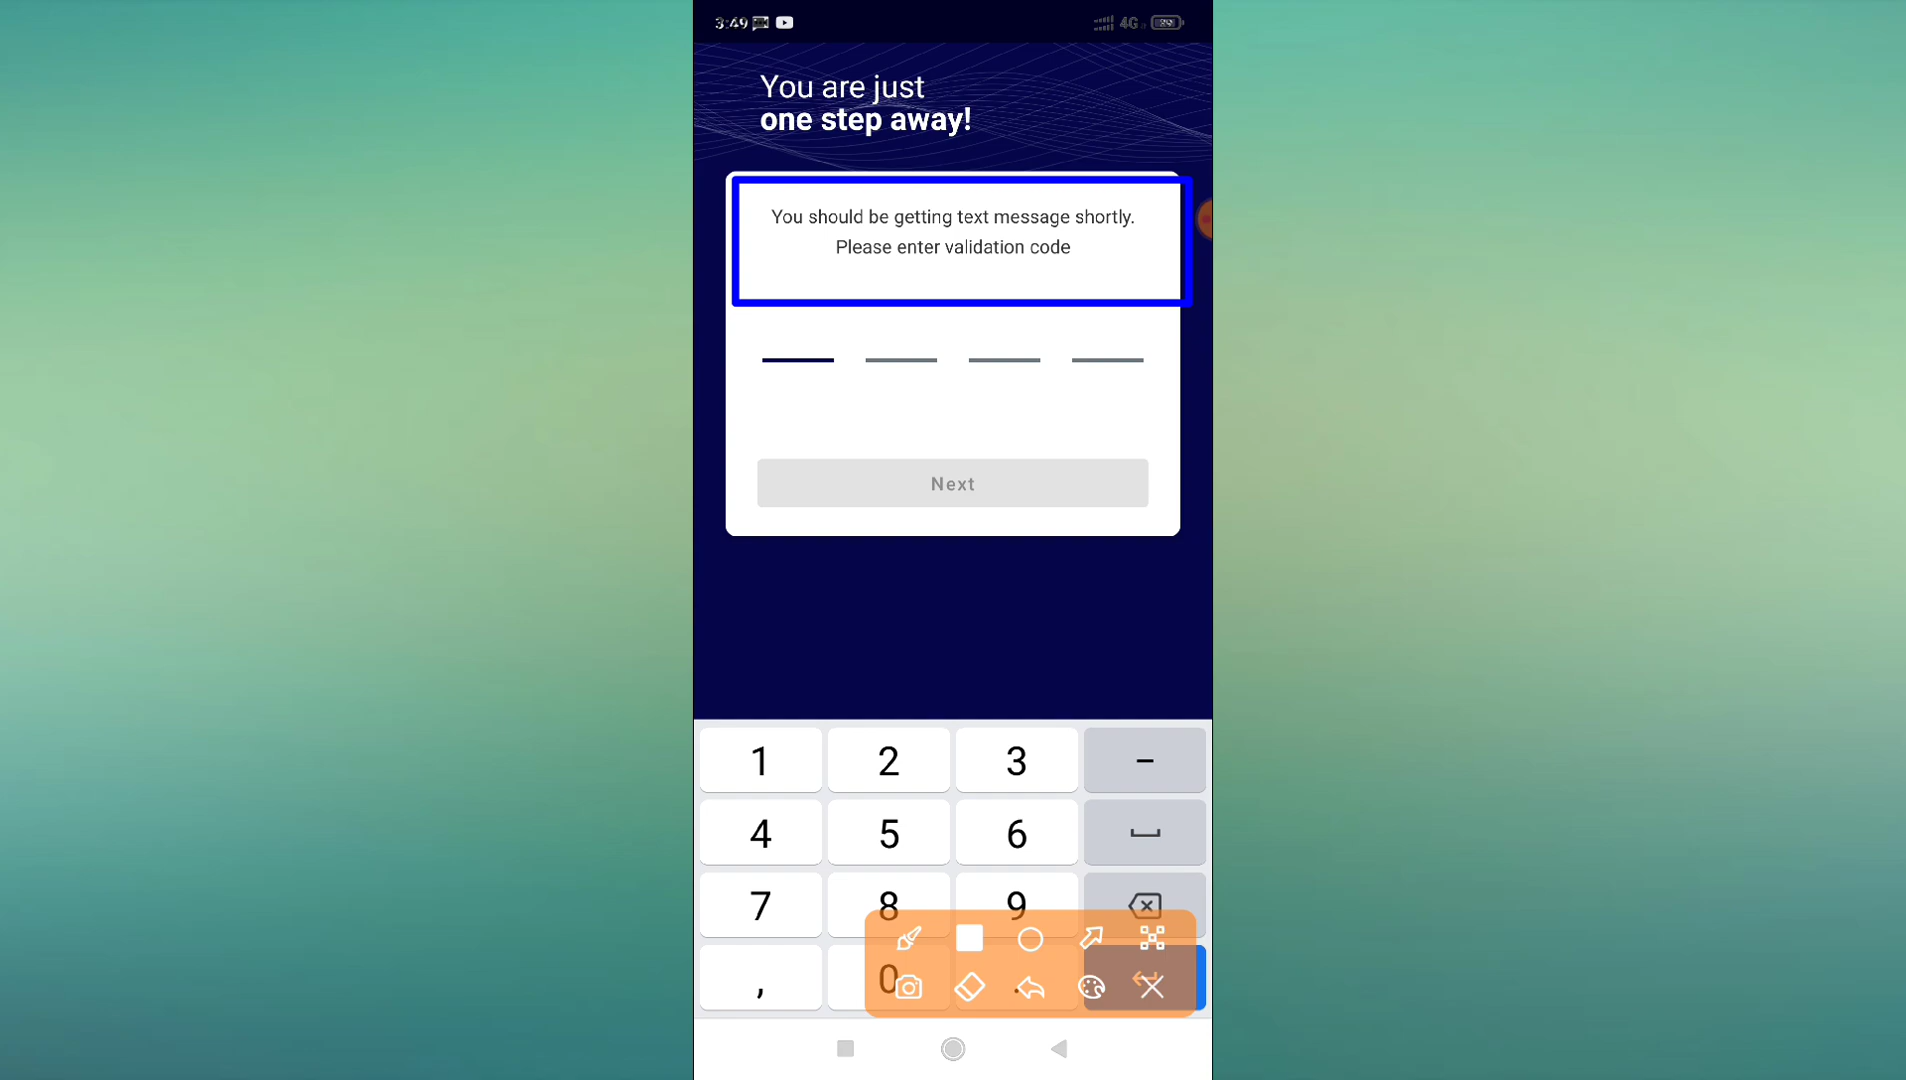 3:49
4G
29
You are just
one step away!
You should be getting text message shortly.
Please enter validation code
Next
1 2 3 –
4 5 6
7 8 9
, 0 .